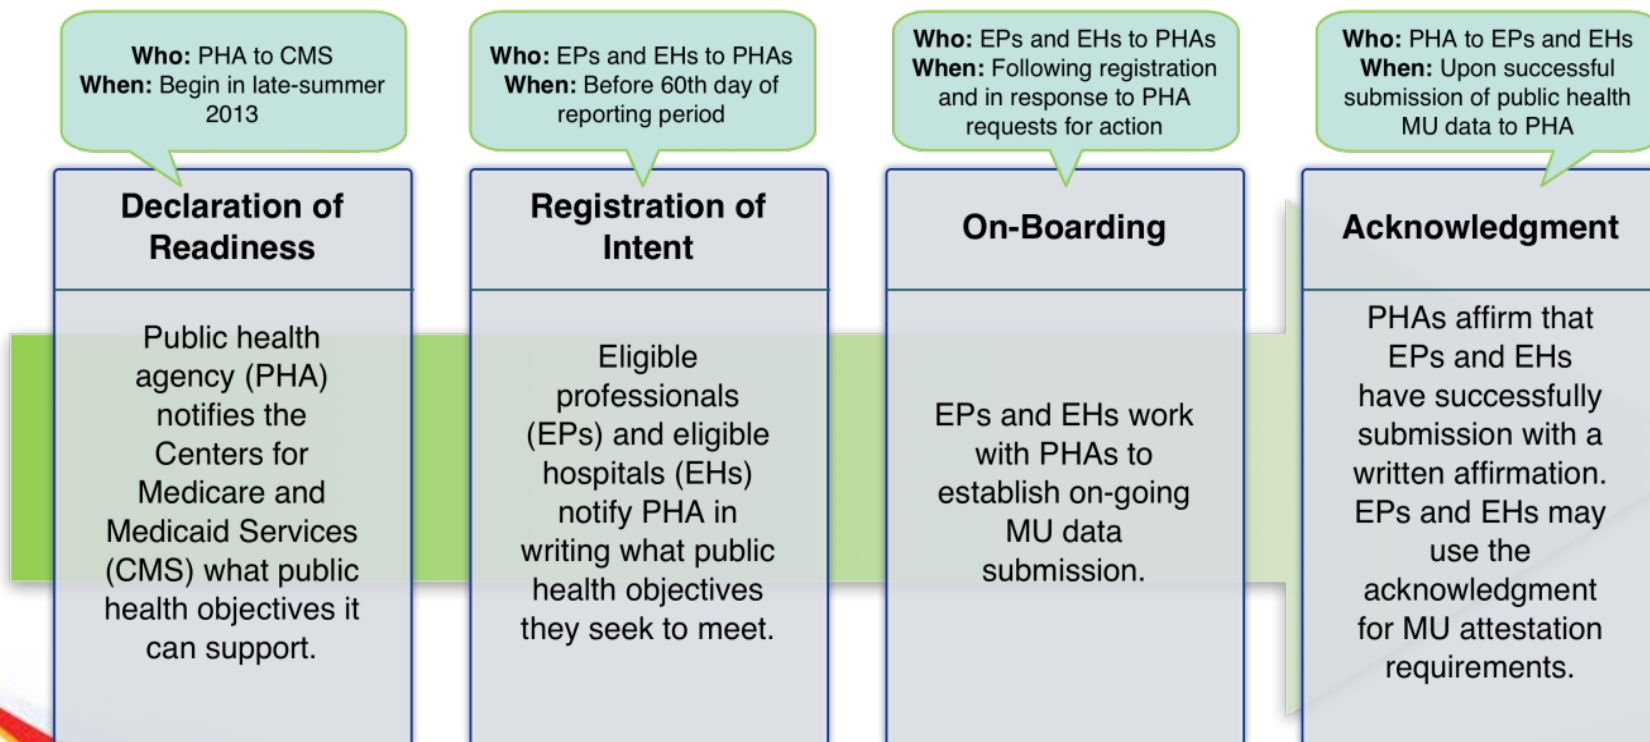 Who: PHA to CMS
When: Begin in late-summer
2013
Who: EPs and EHs to PHAs
When: Before 60th day of
reporting period
Who: EPs and EHs to PHAs
When: Following registration
and in response to PHA
requests for action
Who: PHA to EPs and EHs
When: Upon successful
submission of public health
MU data to PHA
Declaration of
Readiness
Public health
agency (PHA)
notifies the
Centers for
Medicare and
Medicaid Services
(CMS) what public
health objectives it
can support.
Registration of
Intent
Eligible
professionals
(EPs) and eligible
hospitals (EHs)
notify PHA in
writing what public
health objectives
they seek to meet.
On-Boarding
EPs and EHs work
with PHAs to
establish on-going
MU data
submission.
Acknowledgment
PHAs affirm that
EPs and EHs
have successfully
submission with a
written affirmation.
EPs and EHs may
use the
acknowledgment
for MU attestation
requirements.